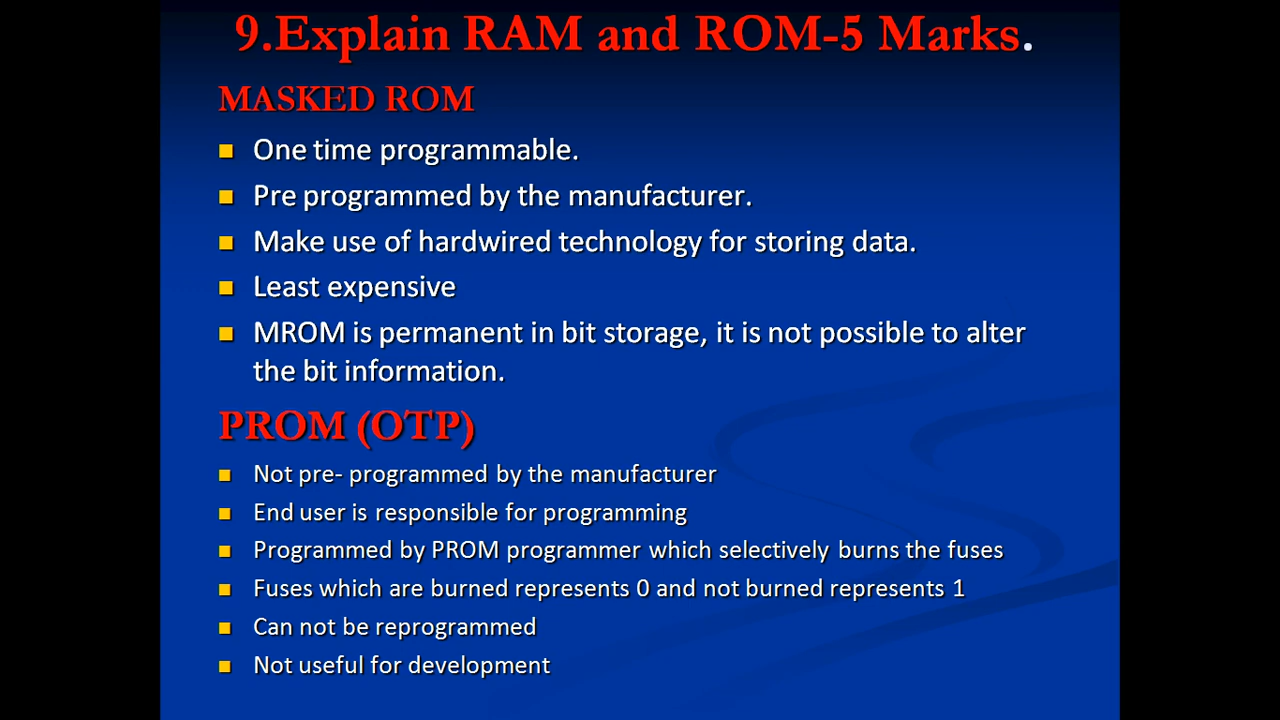 9.Explain RAM and ROM-5 Marks.
MASKED ROM
One time programmable.
Pre programmed by the manufacturer.
Make use of hardwired technology for storing data.
Least expensive
MROM is permanent in bit storage, it is not possible to alter
the bit information.
PROM (OTP)
Not pre- programmed by the manufacturer
End user is responsible for programming
Programmed by PROM programmer which selectively burns the fuses
Fuses which are burned represents 0 and not burned represents 1
Can not be reprogrammed
Not useful for development